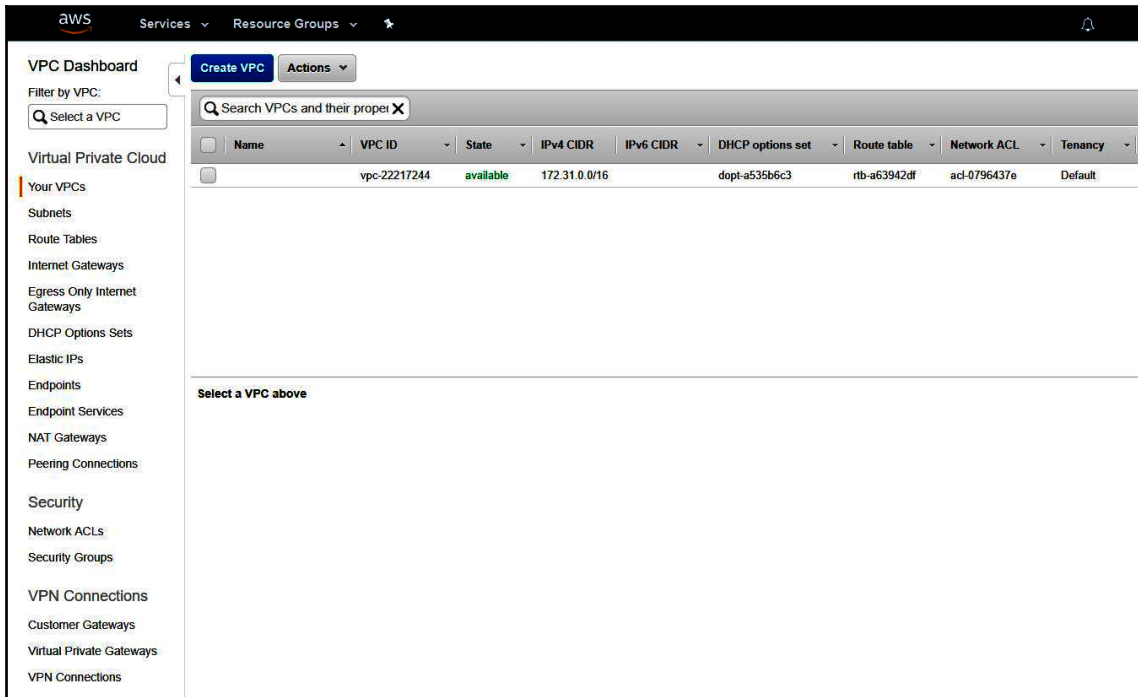 aws Services Resource Groups
VPC Dashboard
Filter by VPC:
Select a VPC
Virtual Private Cloud
Your VPCs
Subnets
Route Tables
Internet Gateways
Egress Only Internet
Gateways
DHCP Options Sets
Elastic IPs
Endpoints
Endpoint Services
NAT Gateways
Peering Connections
Security
Network ACLs
Security Groups
VPN Connections
Customer Gateways
Virtual Private Gateways
VPN Connections
Create VPC Actions
Search VPCs and their proper
Name VPC ID State IPv4 CIDR IPv6 CIDR DHCP options set Route table Network ACL Tenancy
vpc-22217244 available 172.31.0.0/16 dopt-a535b6c3 rtb-a63942df acl-0796437e Default
Select a VPC above